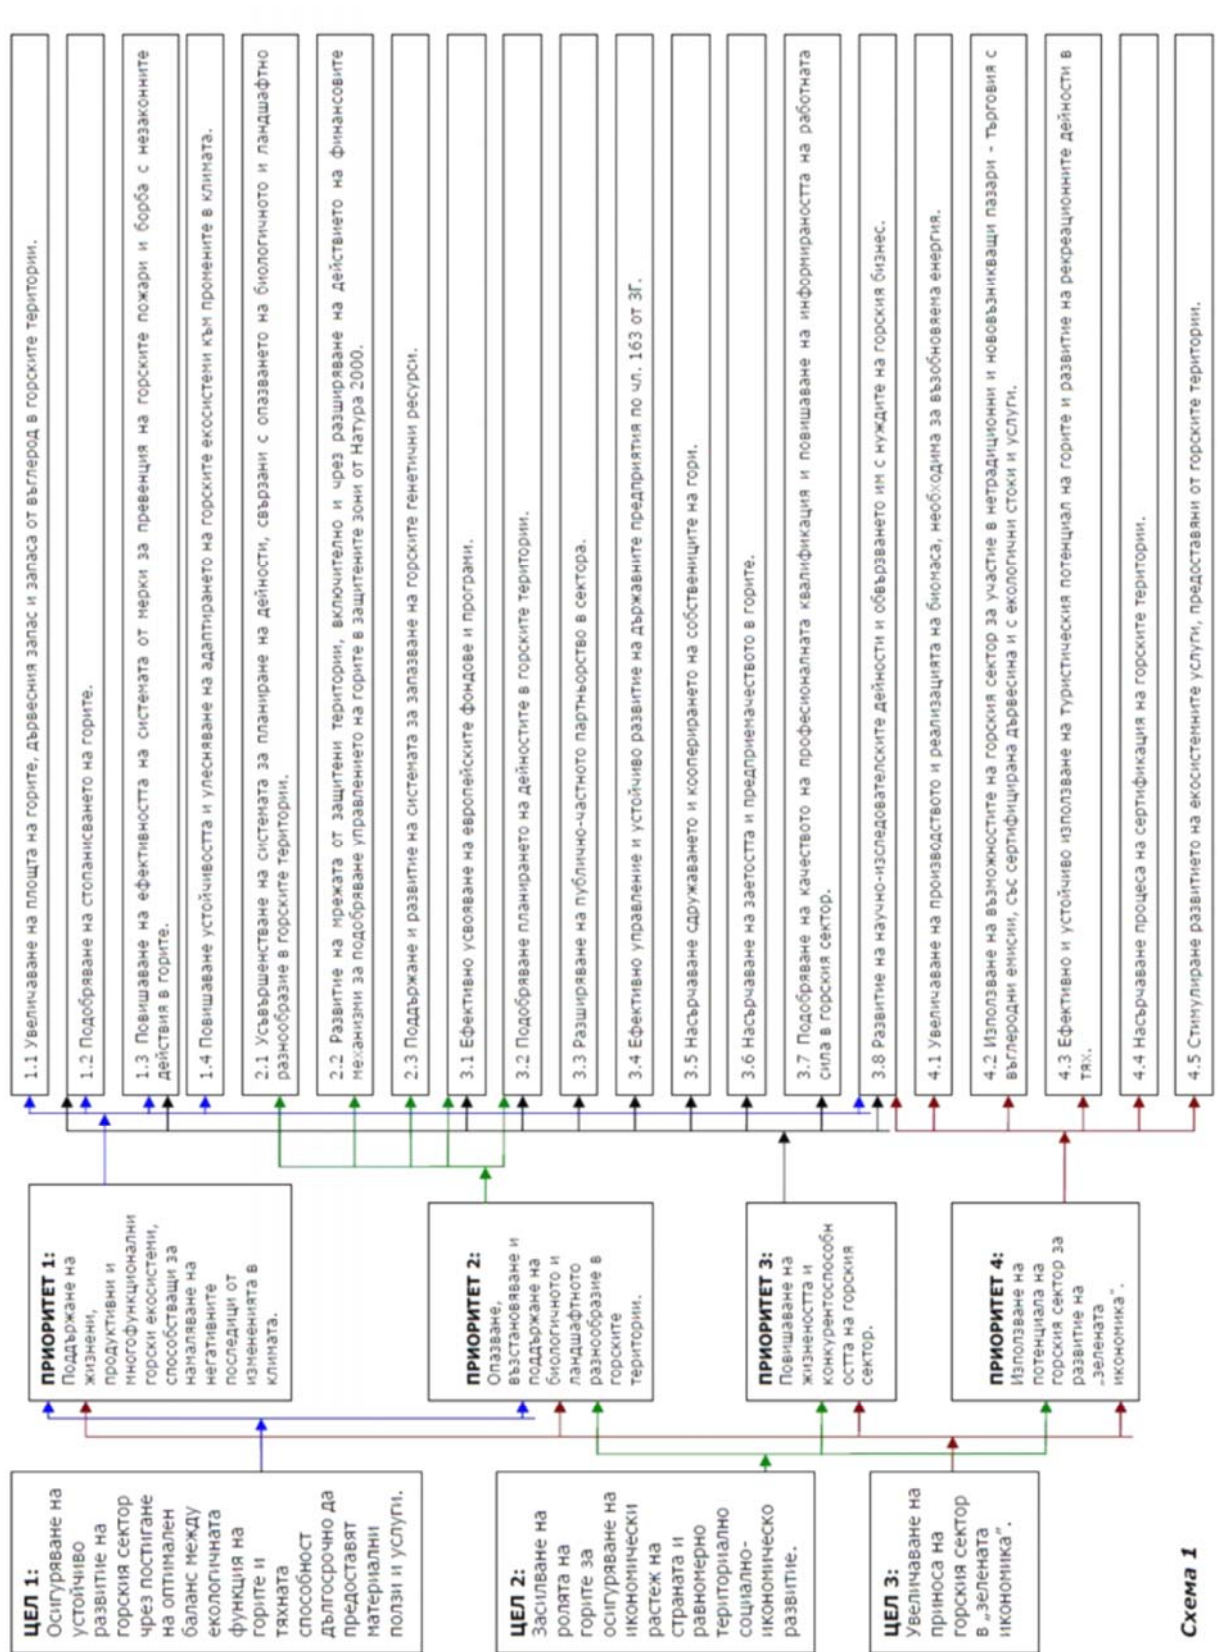 ЦЕЛ 1:
Осигуряване на
устойчиво
развитие на
горския сектор
чрез постигане
на оптимален
баланс между
екологичната
функция на
горите и
тяхната
способност
дългосрочно да
предоставят
материални
ползи и услуги.
ЦЕЛ 2:
Засилване на
ролята на
горите за
осигуряване на
икономически
растеж на
страната и
равномерно
териториално
социално-
икономическо
развитие.
ЦЕЛ 3:
Увеличаване на
приноса на
горския сектор
в „зелената
икономика”.
ПРИОРИТЕТ 1:
Поддържане на
жизнени,
продуктивни и
многофункционални
горски екосистеми,
способстващи за
намаляване на
негативните
последици от
измененията в
климата.
ПРИОРИТЕТ 2:
Опазване,
възстановяване и
поддържане на
биологичното и
ландшафтното
разнообразие в
горските
територии.
ПРИОРИТЕТ 3:
Повишаване на
жизнеността и
конкурентоспособн
остта на горския
сектор.
ПРИОРИТЕТ 4:
Използване на
потенциала на
горския сектор за
развитие на
„зелената
икономика”.
1.1 Увеличаване на площта на горите, дървесния запас и запаса от въглерод в горските територии.
1.2 Подобряване на стопанисването на горите.
1.3 Повишаване на ефективността на системата от мерки за превенция на горските пожари и борба с незаконните
действия в горите.
1.4 Повишаване устойчивостта и улесняване на адаптирането на горските екосистеми към промените в климата.
2.1 Усъвършенстване на системата за планиране на дейности, свързани с опазването на биологичното и ландшафтно
разнообразие в горските територии.
2.2 Развитие на мрежата от защитени територии, включително и чрез разширяване на действието на финансовите
механизми за подобряване управлението на горите в защитените зони от Натура 2000.
2.3 Поддържане и развитие на системата за запазване на горските генетични ресурси.
3.1 Ефективно усвояване на европейските фондове и програми.
3.2 Подобряване планирането на дейностите в горските територии.
3.3 Разширяване на публично-частното партньорство в сектора.
3.4 Ефективно управление и устойчиво развитие на държавните предприятия по чл. 163 от ЗГ.
3.5 Насърчаване сдружаването и кооперирането на собствениците на гори.
3.6 Насърчаване на заетостта и предприемачеството в горите.
3.7 Подобряване на качеството на професионалната квалификация и повишаване на информираността на работната
сила в горския сектор.
3.8 Развитие на научно-изследователските дейности и обвързването им с нуждите на горския бизнес.
4.1 Увеличаване на производството и реализацията на биомаса, необходима за възобновяема енергия.
4.2 Използване на възможностите на горския сектор за участие в нетрадиционни и нововъзникващи пазари – търговия с
въглеродни емисии, със сертифицирана дървесина и с екологични стоки и услуги.
4.3 Ефективно и устойчиво използване на туристическия потенциал на горите и развитие на рекреационните дейности в
тях.
4.4 Насърчаване процеса на сертификация на горските територии.
4.5 Стимулиране развитието на екосистемните услуги, предоставяни от горските територии.
Схема 1